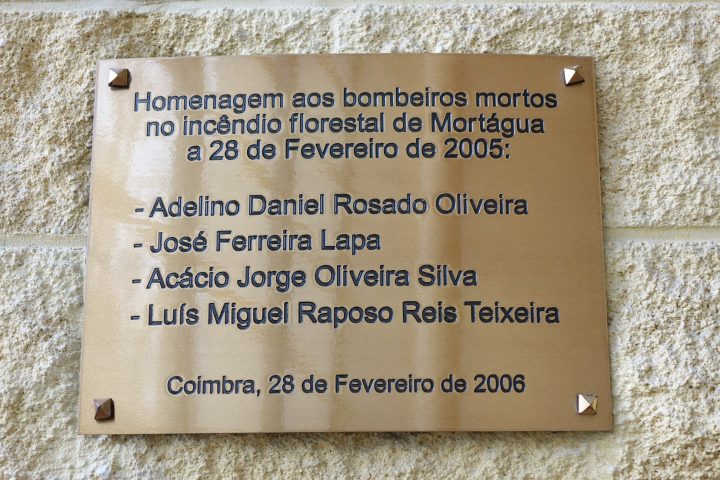 Homenagem aos bombeiros mortos
no incêndio florestal de Mortágua
a 28 de Fevereiro de 2005:
- Adelino Daniel Rosado Oliveira
- José Ferreira Lapa
- Acácio Jorge Oliveira Silva
- Luís Miguel Raposo Reis Teixeira
Coimbra, 28 de Fevereiro de 2006